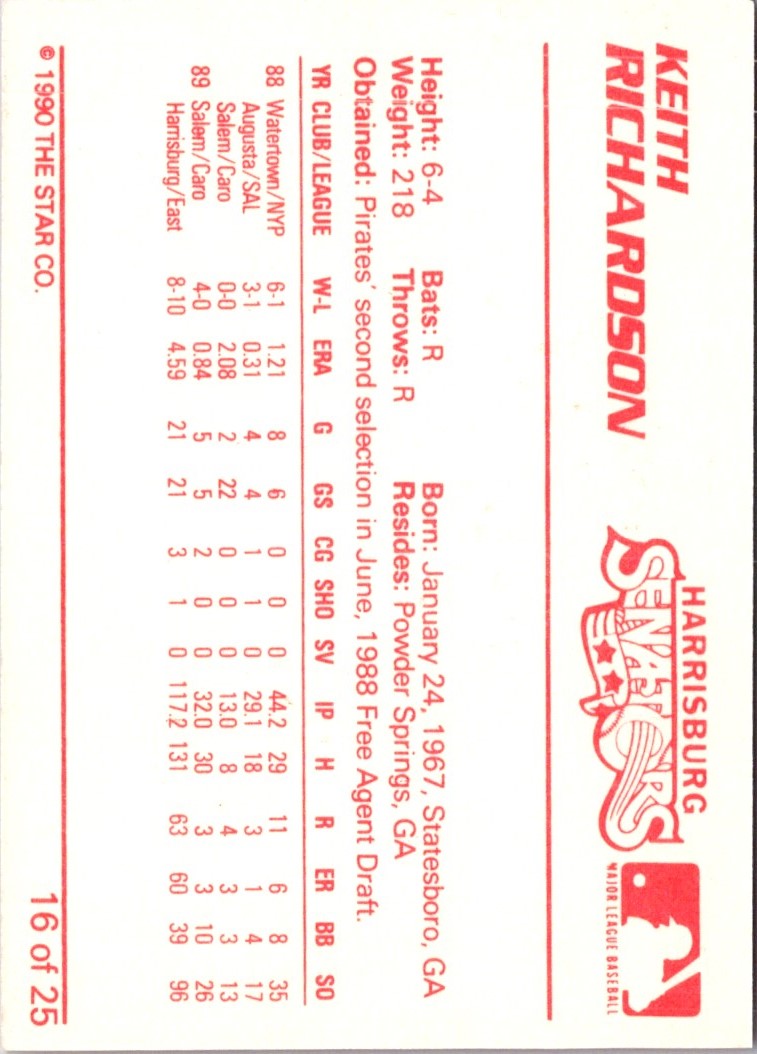 KEITH
RICHARDSON
HARRISBURG
SENATORS
MAJOR LEAGUE BASEBALL
Height: 6-4 Bats: R Born: January 24, 1967, Statesboro, GA
Weight: 218 Throws: R Resides: Powder Springs, GA
Obtained: Pirates' second selection in June, 1988 Free Agent Draft.
YR CLUB/LEAGUE W-L ERA G GS CG SHO SV IP H R ER BB SO
88 Watertown/NYP 6-1 1.21 8 6 0 0 0 44.2 29 11 6 8 35
Augusta/SAL 3-1 0.31 4 4 1 1 0 29.1 18 3 1 4 17
Salem/Caro 0-0 2.08 2 22 0 0 0 13.0 8 4 3 3 13
89 Salem/Caro 4-0 0.84 5 5 2 0 0 32.0 30 3 3 10 26
Harrisburg/East 8-10 4.59 21 21 3 1 0 117.2 131 63 60 39 96
© 1990 THE STAR CO. 16 of 25